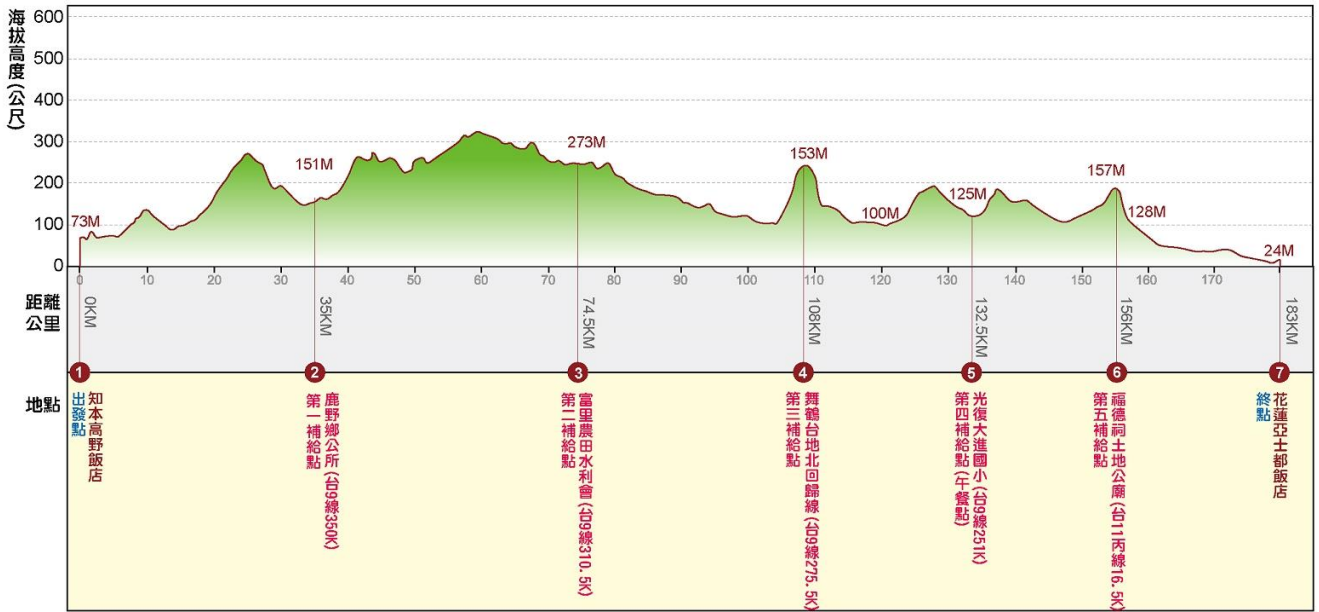 海拔高度(公尺)
600
500
400
300
200
100
0
73M
151M
273M
153M
100M
125M
157M
128M
24M
0
10
20
30
40
50
60
70
80
90
100
110
120
130
140
150
160
170
距離
公里
0KM
35KM
74.5KM
108KM
132.5KM
156KM
183KM
地點
1
出發點
知本高野飯店
2
第一補給點
鹿野鄉公所(台9線350K)
3
第二補給點
富里農田水利會(台9線310.5K)
4
第三補給點
舞鶴台地北回歸線(台9線275.5K)
5
第四補給點(午餐點)
光復大進國小(台9線251K)
6
第五補給點
福德祠土地公廟(台11丙線16.5K)
7
終點
花蓮亞士都飯店